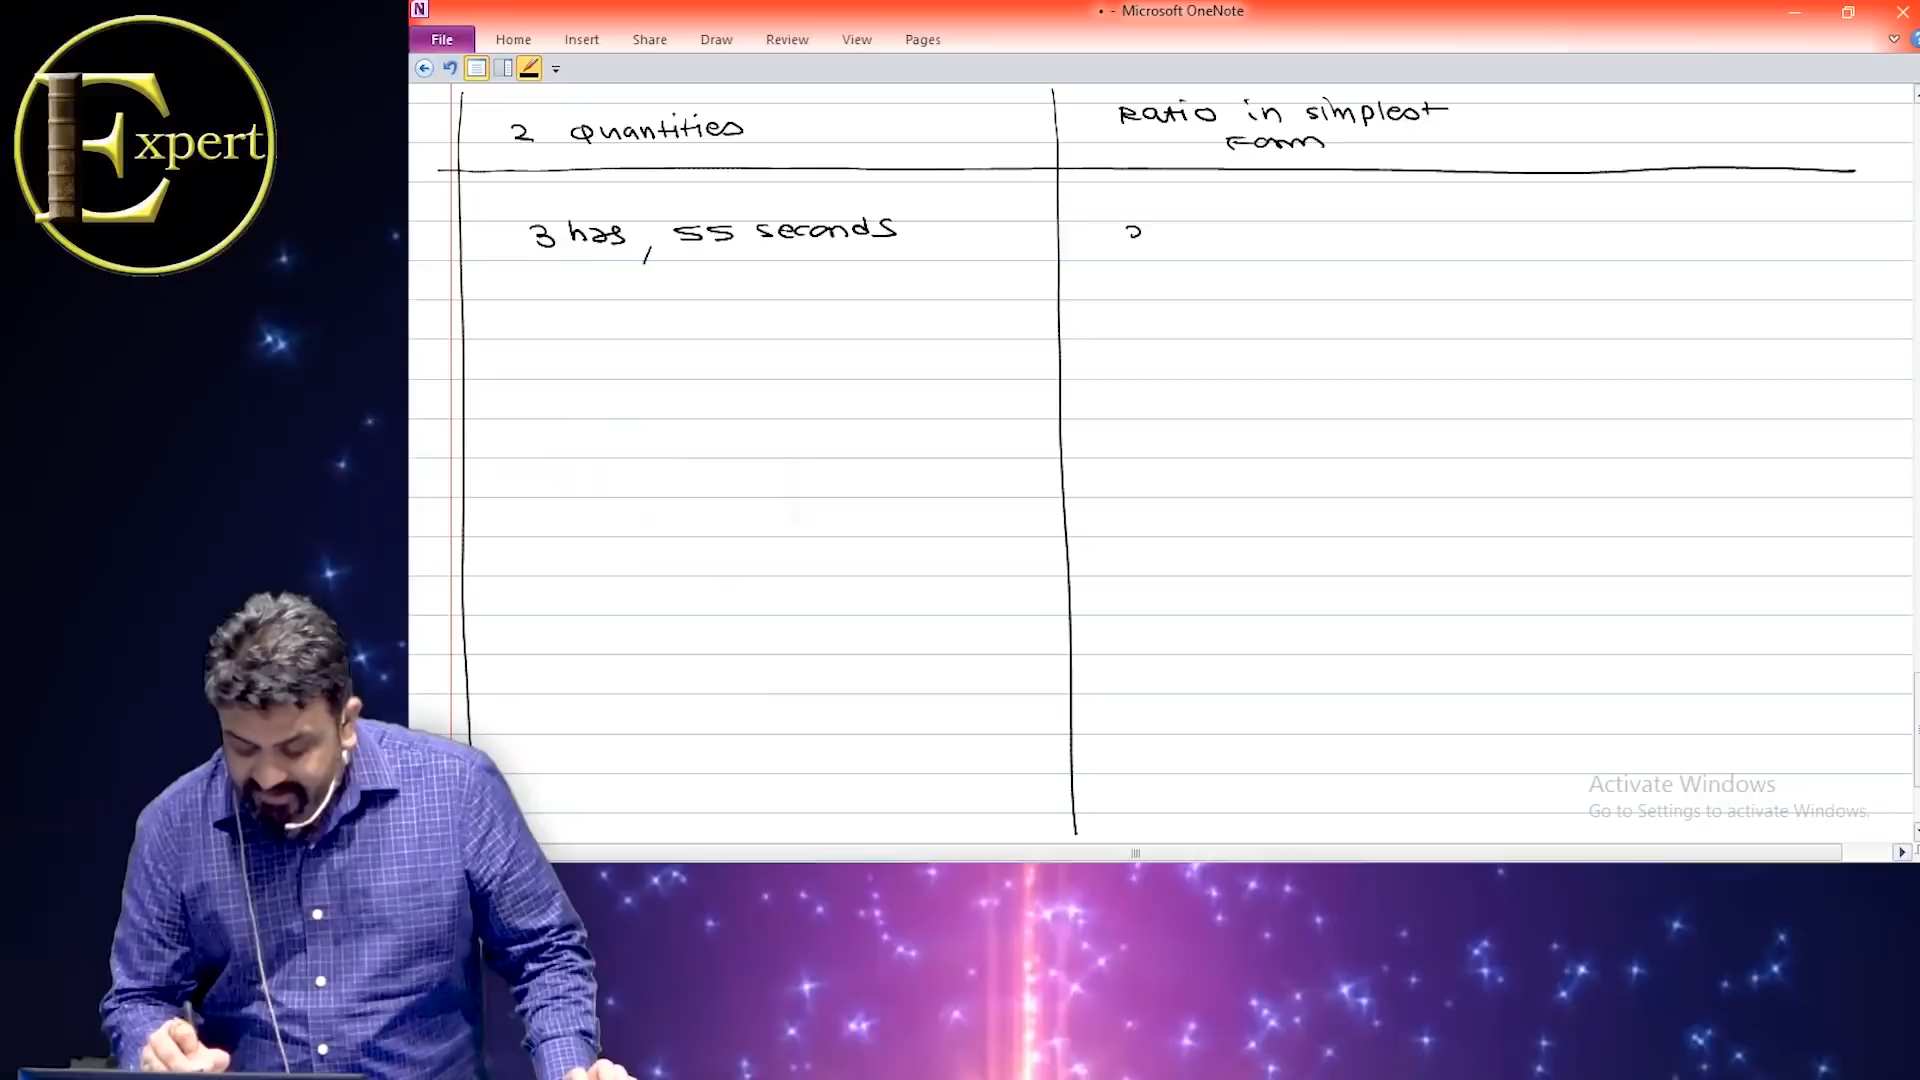 Expert
- Microsoft OneNote
File Home Insert Share Draw Review View Pages
2 Quantities
Ratio in simplest
Form
3 hrs, 55 seconds
3
Activate Windows
Go to Settings to activate Windows.